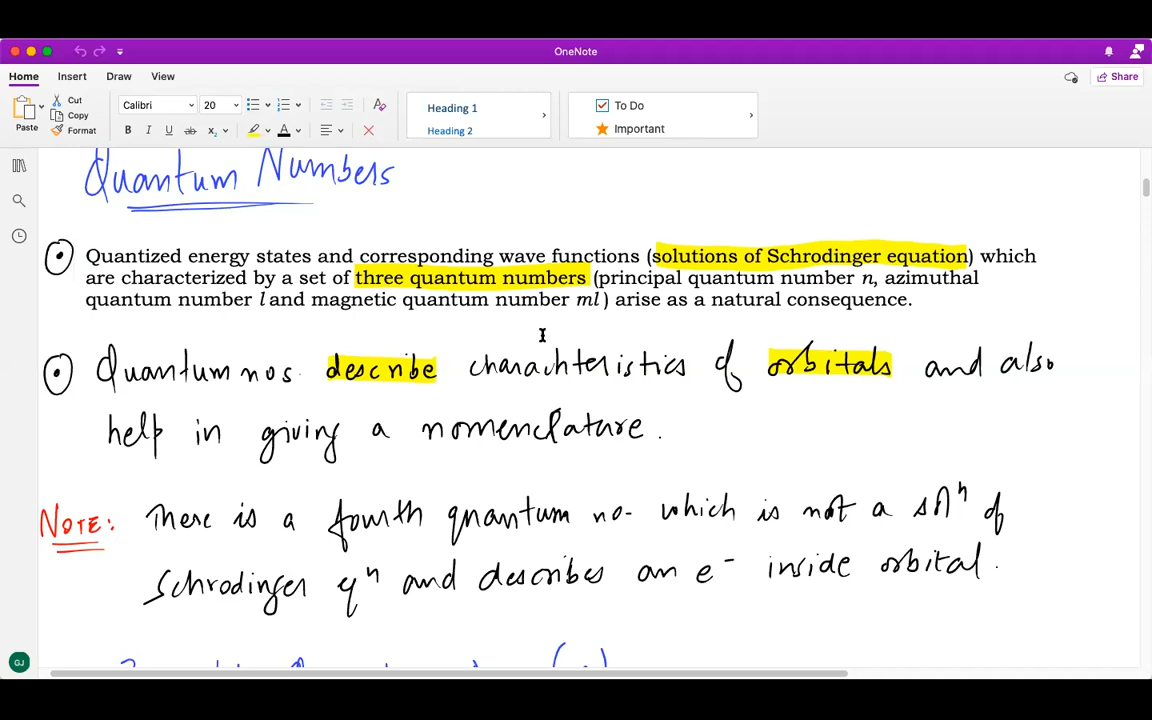 OneNote
Home Insert Draw View
Share
Paste
Cut
Copy
Format
Calibri 20
B I U ab x₂ A
Heading 1
Heading 2
To Do
Important
Quantum Numbers
Quantized energy states and corresponding wave functions (solutions of Schrodinger equation) which
are characterized by a set of three quantum numbers (principal quantum number n, azimuthal
quantum number l and magnetic quantum number ml ) arise as a natural consequence.
Quantum nos. describe charachteristics of orbitals and also
help in giving a nomenclature.
NOTE: There is a fourth quantum no. which is not a solⁿ of
Schrodinger eqⁿ and describes an e⁻ inside orbital.
GJ